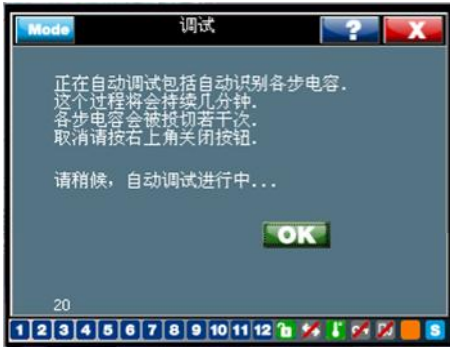 Mode 调试 ? X
正在自动调试包括自动识别各步电容.
这个过程将会持续几分钟.
各步电容会被投切若干次.
取消请按右上角关闭按钮.
请稍候，自动调试进行中...
OK
20
1 2 3 4 5 6 7 8 9 10 11 12 S